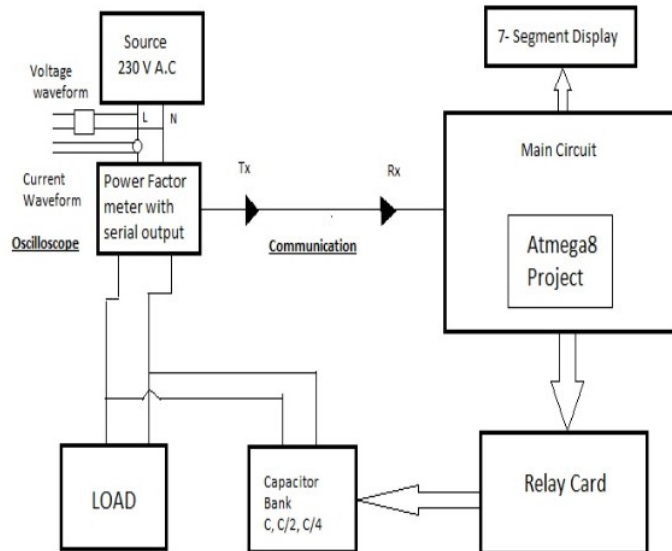 Source
230 V A.C
7- Segment Display
Voltage
waveform
L N
Main Circuit
Tx
Rx
Current
Waveform
Power Factor
meter with
serial output
Oscilloscope
Communication
Atmega8
Project
LOAD
Capacitor
Bank
C, C/2, C/4
Relay Card